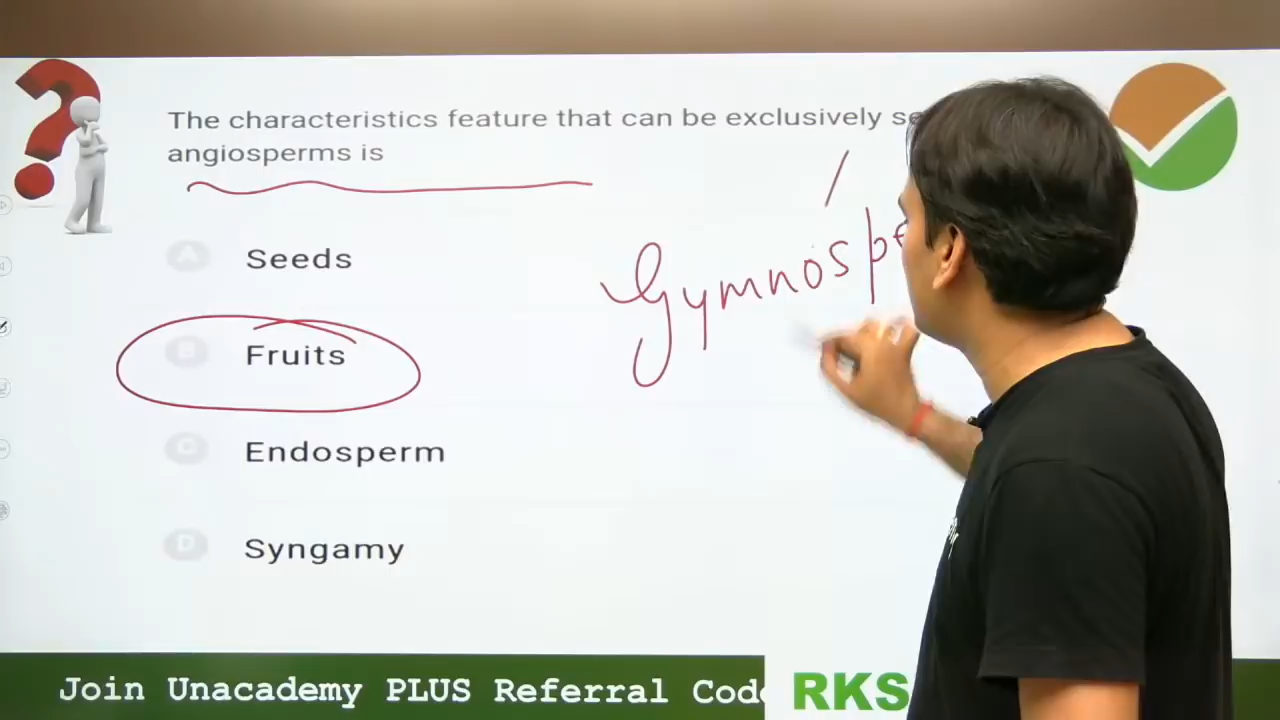 The characteristics feature that can be exclusively
angiosperms is
A Seeds
B Fruits
C Endosperm
D Syngamy
Gymnospe
Join Unacademy PLUS Referral Code
RKS